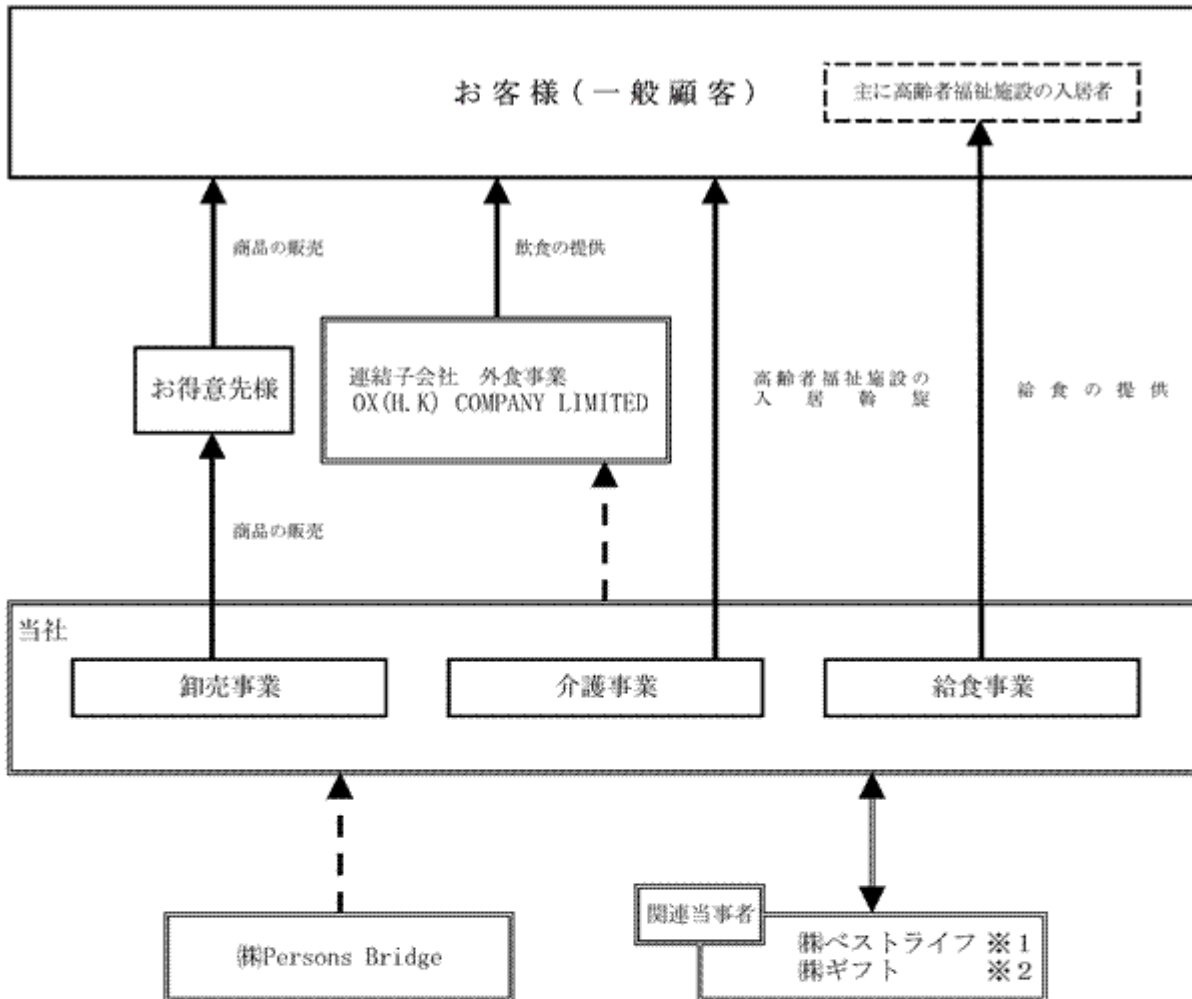 お客様(一般顧客)
主に高齢者福祉施設の入居者
商品の販売
飲食の提供
お得意先様
連結子会社 外食事業
OX(H.K) COMPANY LIMITED
高齢者福祉施設の
入居斡旋
給食の提供
商品の販売
当社
卸売事業
介護事業
給食事業
㈱Persons Bridge
関連当事者
㈱ベストライフ ※1
㈱ギフト ※2